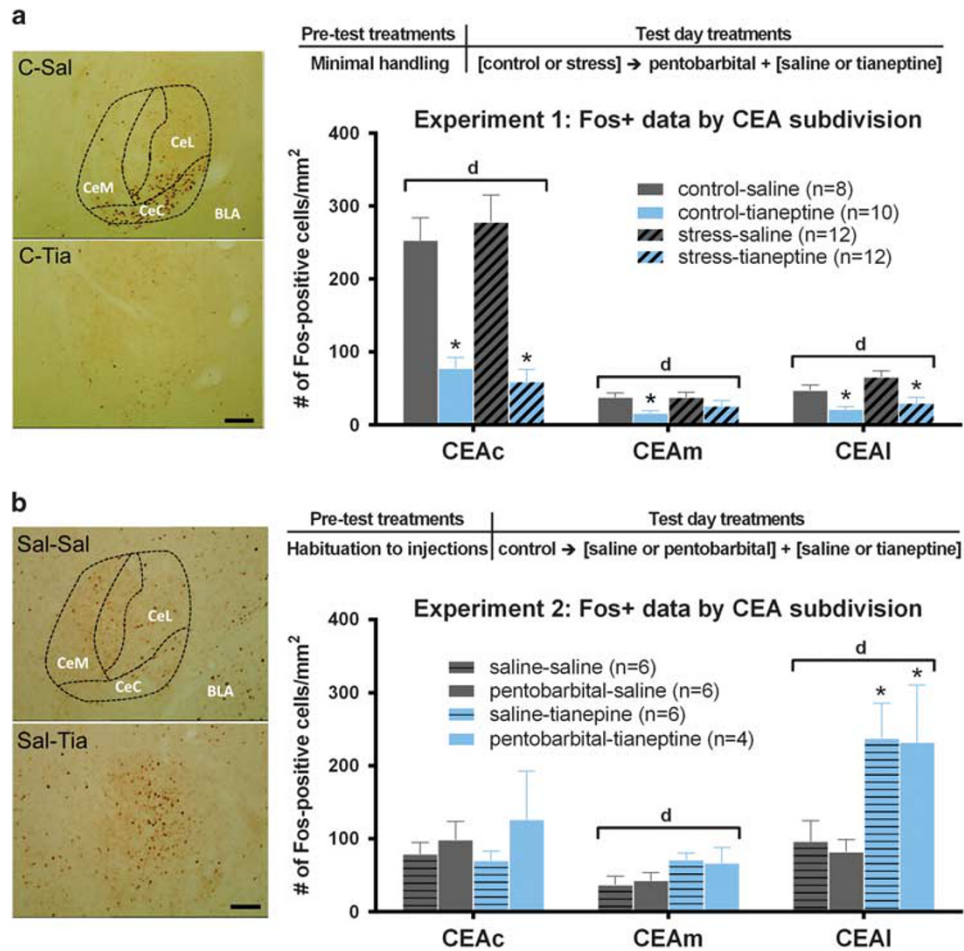 a
C-Sal
CeL
CeM
CeC
BLA
C-Tia
Pre-test treatments
Test day treatments
Minimal handling
[control or stress] ➔ pentobarbital + [saline or tianeptine]
Experiment 1: Fos+ data by CEA subdivision
# of Fos-positive cells/mm²
400
300
200
100
0
d
d
d
*
*
*
*
*
control-saline (n=8)
control-tianeptine (n=10)
stress-saline (n=12)
stress-tianeptine (n=12)
CEAc
CEAm
CEAl
b
Sal-Sal
CeL
CeM
CeC
BLA
Sal-Tia
Pre-test treatments
Test day treatments
Habituation to injections
control ➔ [saline or pentobarbital] + [saline or tianeptine]
Experiment 2: Fos+ data by CEA subdivision
# of Fos-positive cells/mm²
400
300
200
100
0
saline-saline (n=6)
pentobarbital-saline (n=6)
saline-tianepine (n=6)
pentobarbital-tianeptine (n=4)
d
d
*
*
CEAc
CEAm
CEAl